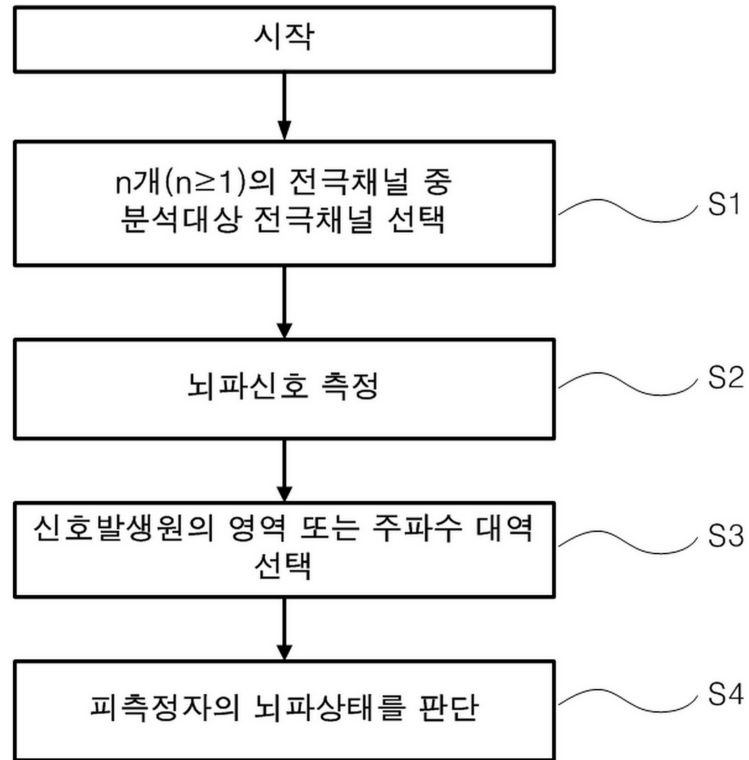 시작
n개(n≥1)의 전극채널 중
분석대상 전극채널 선택
S1
뇌파신호 측정
S2
신호발생원의 영역 또는 주파수 대역
선택
S3
피측정자의 뇌파상태를 판단
S4